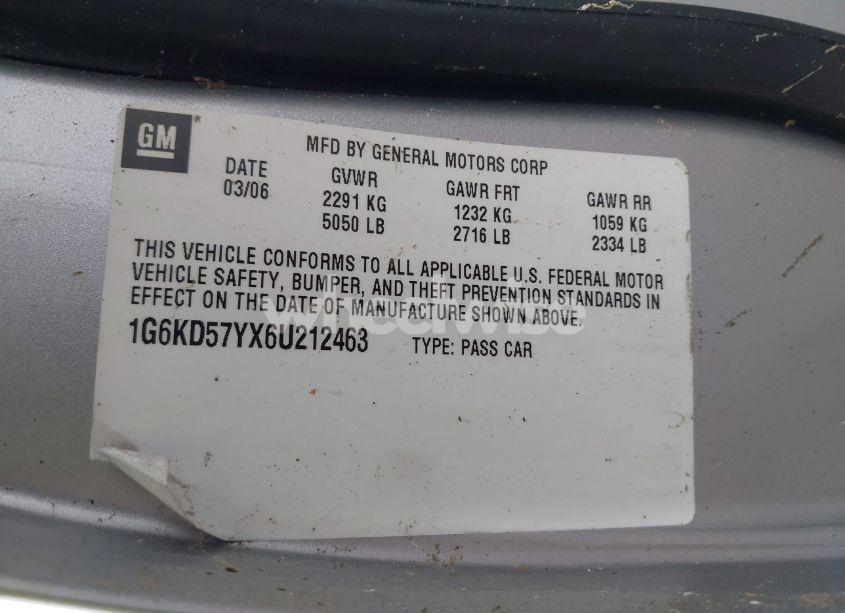 GM®
MFD BY GENERAL MOTORS CORP
DATE GVWR GAWR FRT GAWR RR
03/06 2291 KG 1232 KG 1059 KG
5050 LB 2716 LB 2334 LB
THIS VEHICLE CONFORMS TO ALL APPLICABLE U.S. FEDERAL MOTOR
VEHICLE SAFETY, BUMPER, AND THEFT PREVENTION STANDARDS IN
EFFECT ON THE DATE OF MANUFACTURE SHOWN ABOVE.
wheelwise
1G6KD57YX6U212463 TYPE: PASS CAR